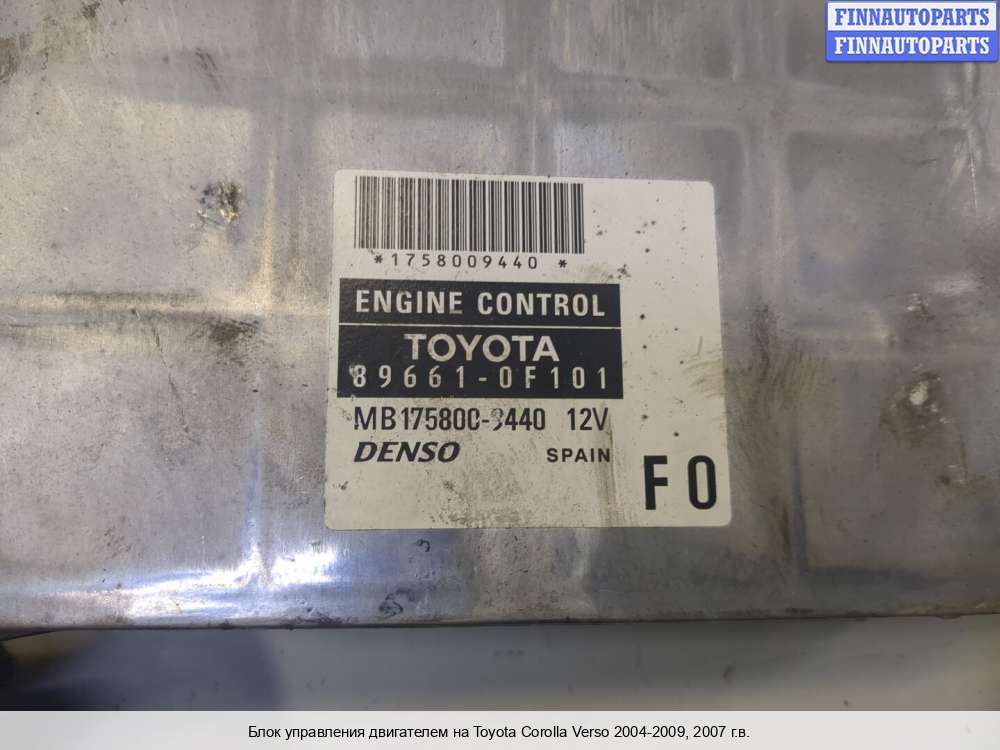 FINNAUTOPARTS
FINNAUTOPARTS
*1758009440 *
ENGINE CONTROL
TOYOTA
89661-0F101
MB175800-9440 12V
DENSO SPAIN
F0
Блок управления двигателем на Toyota Corolla Verso 2004-2009, 2007 г.в.